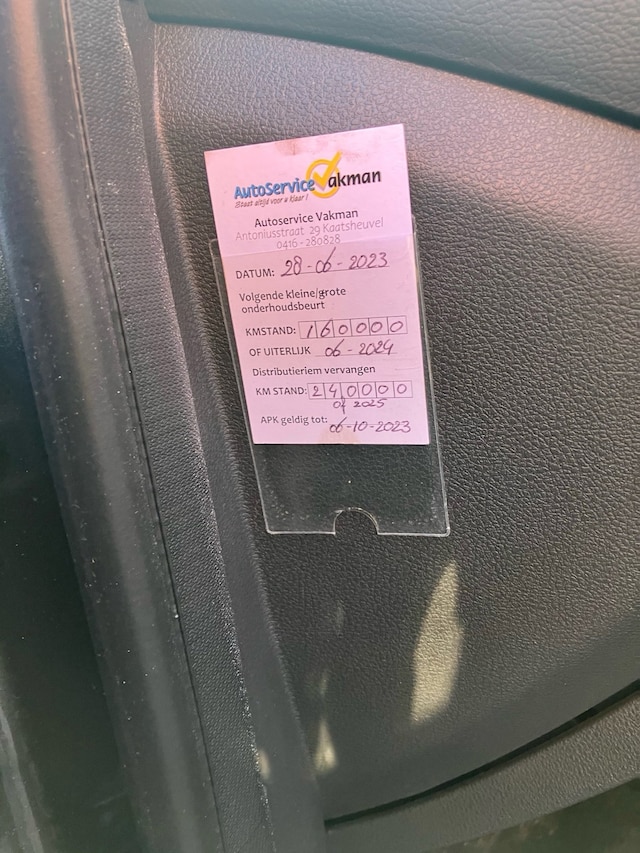 AutoService Vakman
Staat altijd voor u klaar!
Autoservice Vakman
Antoniusstraat 29 Kaatsheuvel
0416-280828
DATUM: 28-06-2023
Volgende kleine/grote
onderhoudsbeurt
KMSTAND: 160000
OF UITERLIJK 06-2024
Distributieriem vervangen
KM STAND: 240000
of 2025
APK geldig tot: 06-10-2023